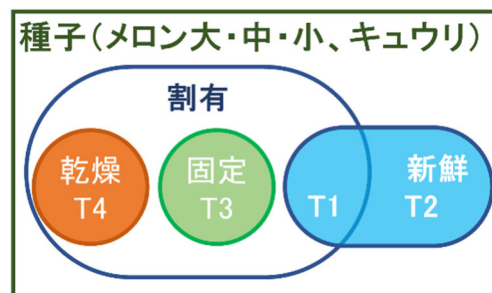 種子（メロン大・中・小、キュウリ）
割有
乾燥
T4
固定
T3
T1
新鮮
T2